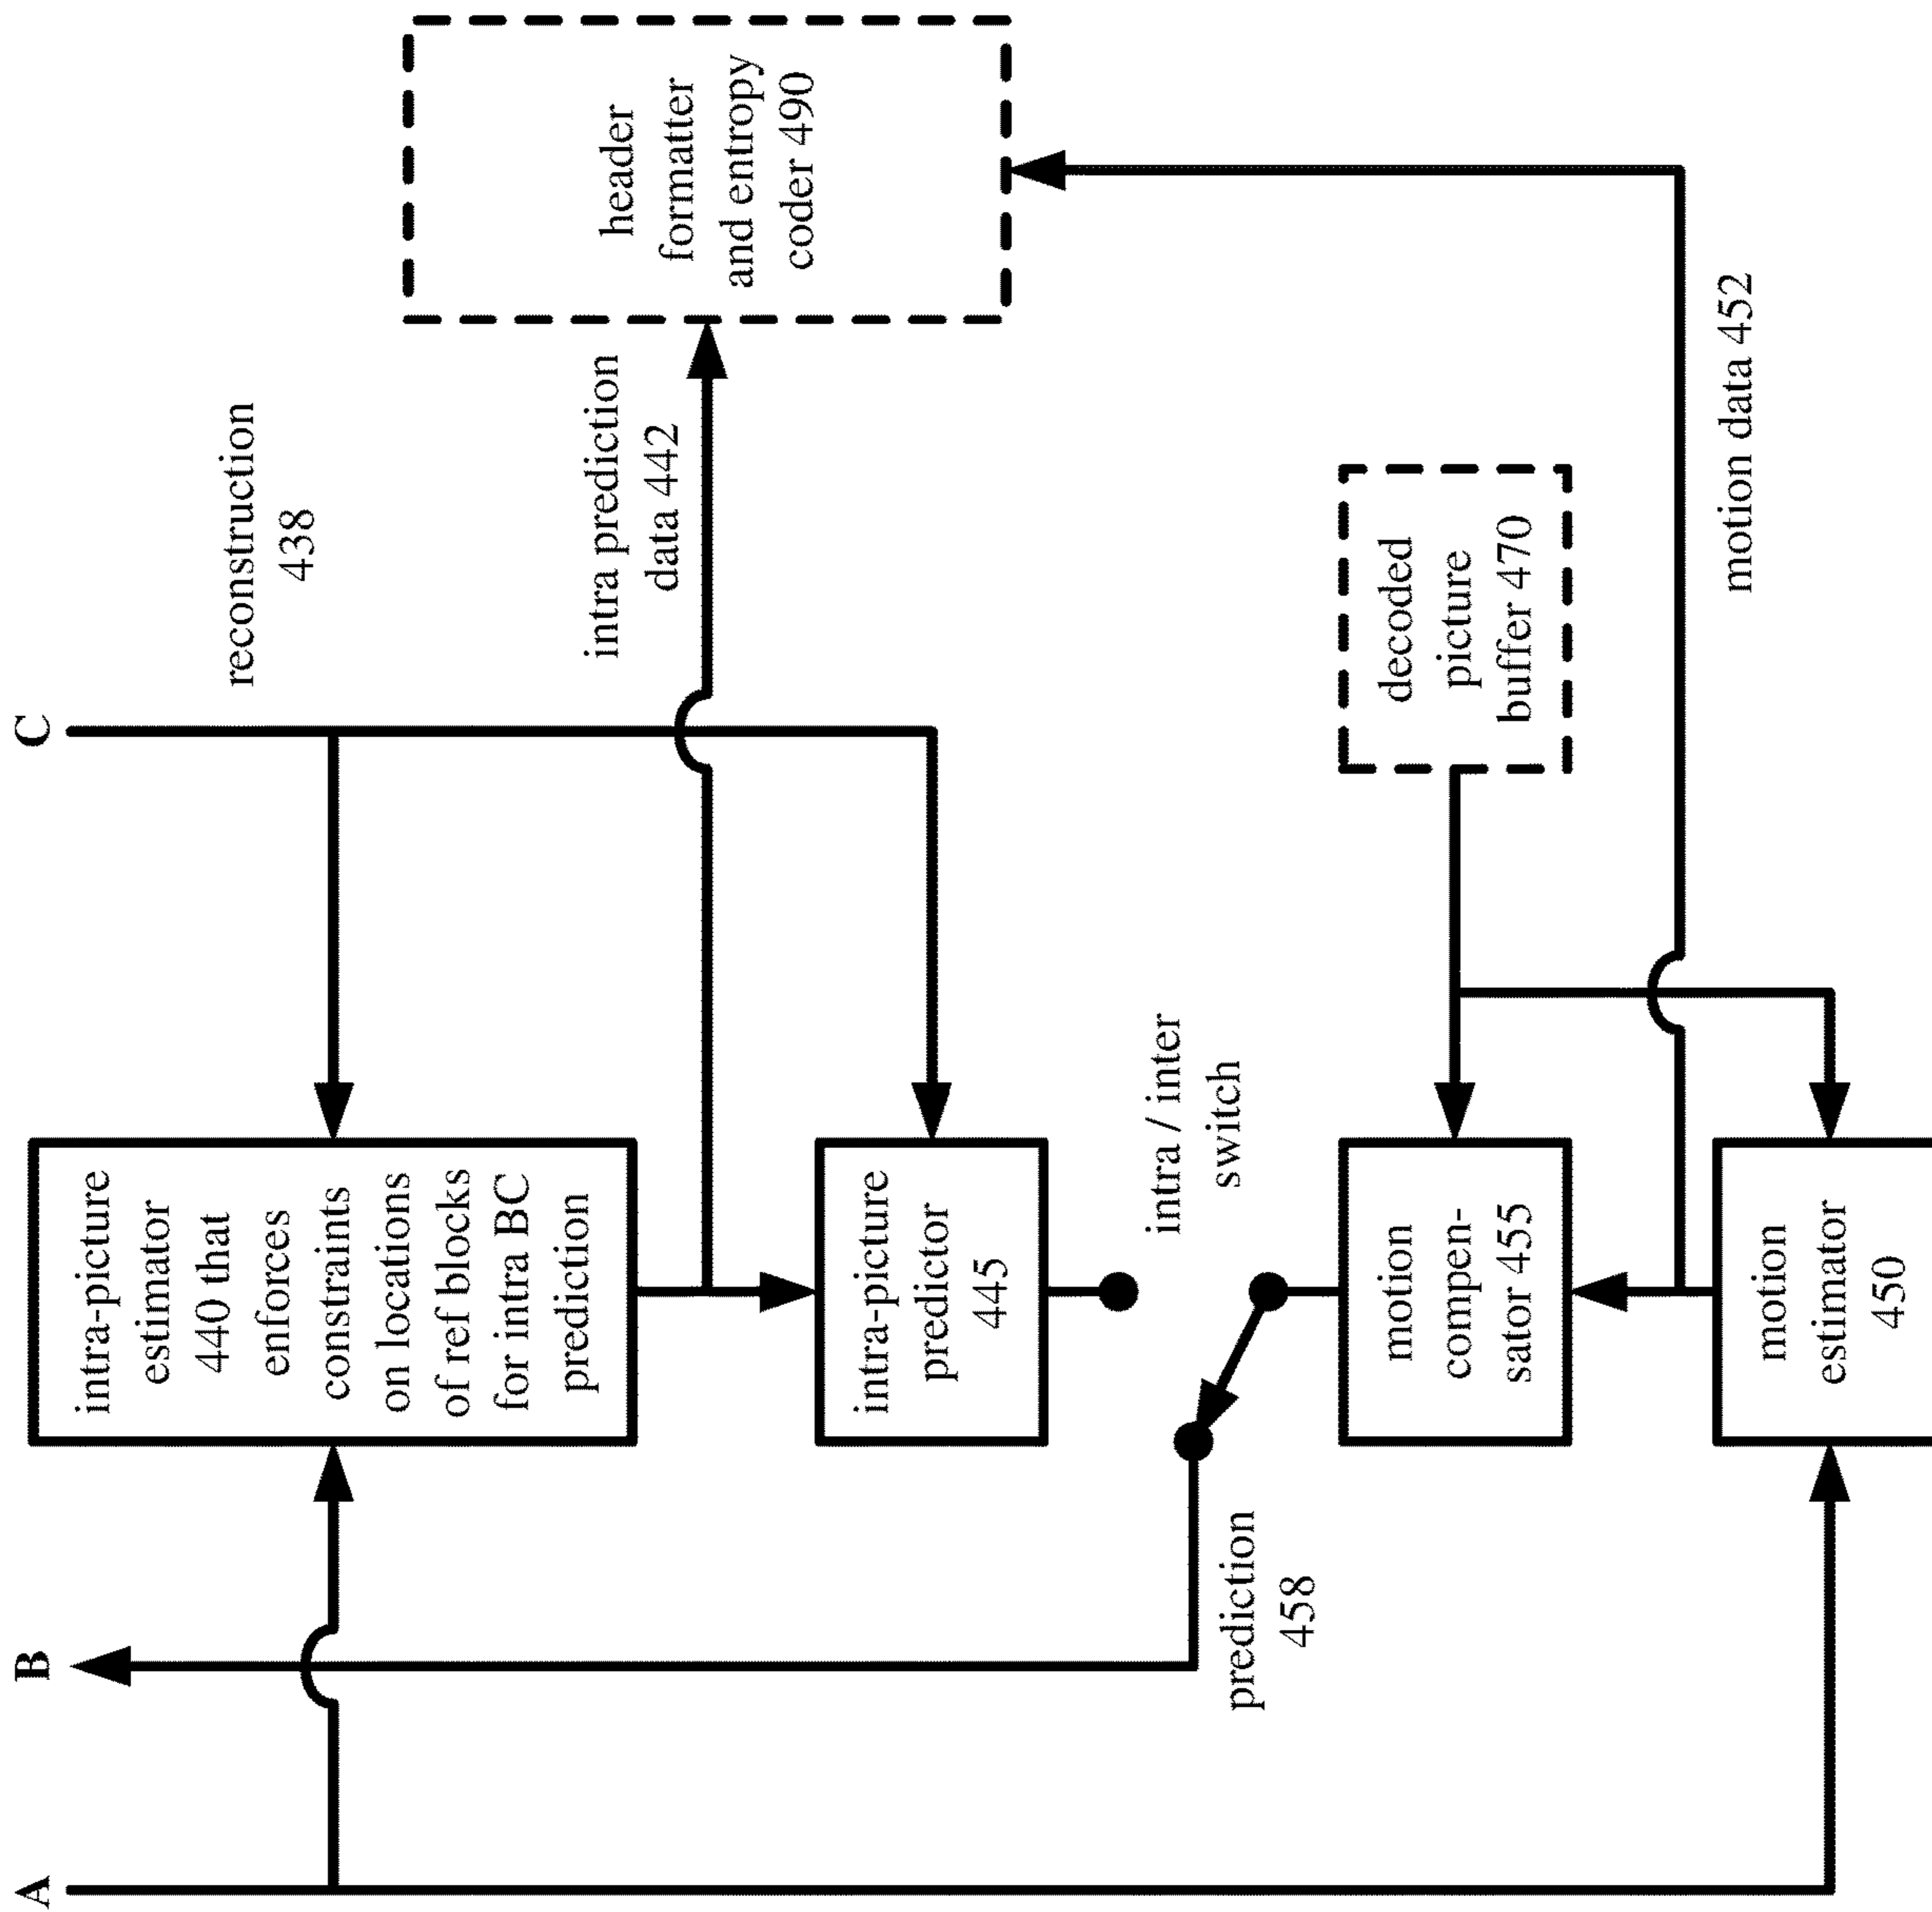 A
B
C
intra-picture
estimator
440 that
enforces
constraints
on locations
of ref blocks
for intra BC
prediction
reconstruction
438
header
formatter
and entropy
coder 490
intra prediction
data 442
intra-picture
predictor
445
intra / inter
switch
prediction
458
decoded
picture
buffer 470
motion
compen-
sator 455
motion data 452
motion
estimator
450